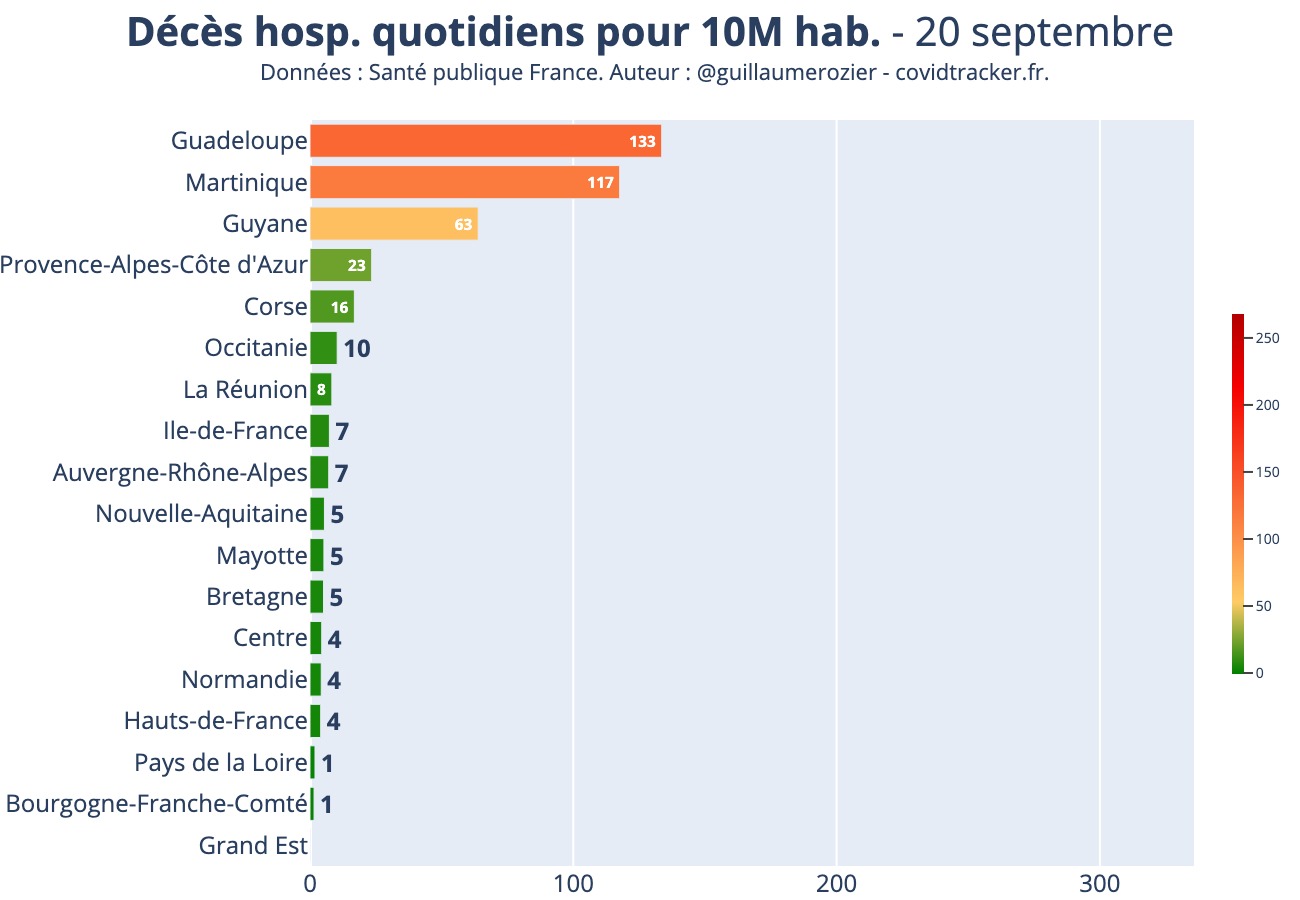 Décès hosp. quotidiens pour 10M hab. - 20 septembre
Données : Santé publique France. Auteur : @guillaumerozier - covidtracker.fr.
Guadeloupe 133
Martinique 117
Guyane 63
Provence-Alpes-Côte d'Azur 23
Corse 16
Occitanie 10
La Réunion 8
Ile-de-France 7
Auvergne-Rhône-Alpes 7
Nouvelle-Aquitaine 5
Mayotte 5
Bretagne 5
Centre 4
Normandie 4
Hauts-de-France 4
Pays de la Loire 1
Bourgogne-Franche-Comté 1
Grand Est
0 100 200 300
250
200
150
100
50
0